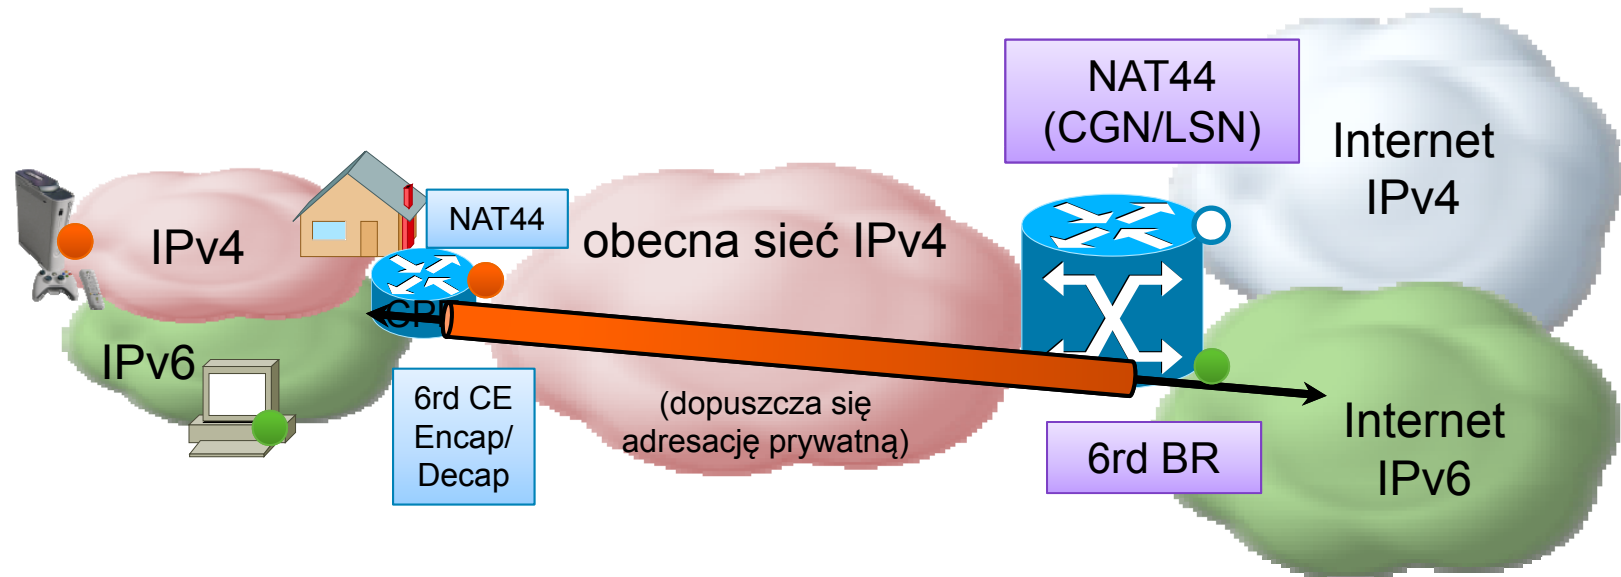 NAT44
(CGN/LSN)
Internet
IPv4
NAT44
IPv4
obecna sieć IPv4
IPv6
6rd CE
Encap/
Decap
(dopuszcza się
adresację prywatną)
6rd BR
Internet
IPv6